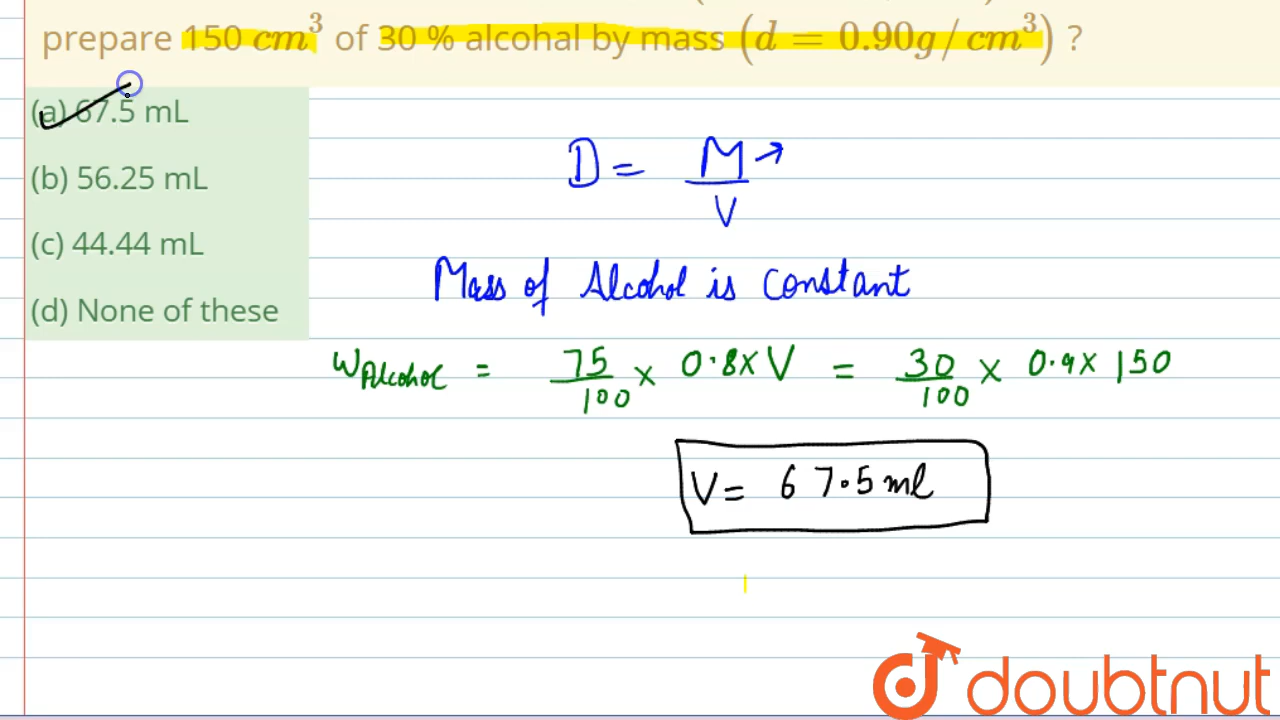 prepare 150 cm³ of 30 % alcohal by mass (d = 0.90g/cm³) ?
(a) 67.5 mL
(b) 56.25 mL
(c) 44.44 mL
(d) None of these
D = M/V
Mass of Alcohol is constant
W Alcohol = 75/100 × 0.8 × V = 30/100 × 0.9 × 150
V = 67.5 ml
doubtnut